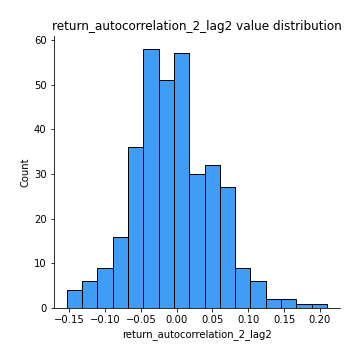 return_autocorrelation_2_lag2 value distribution
60
50
40
30
20
10
0
Count
−0.15 −0.10 −0.05 0.00 0.05 0.10 0.15 0.20
return_autocorrelation_2_lag2